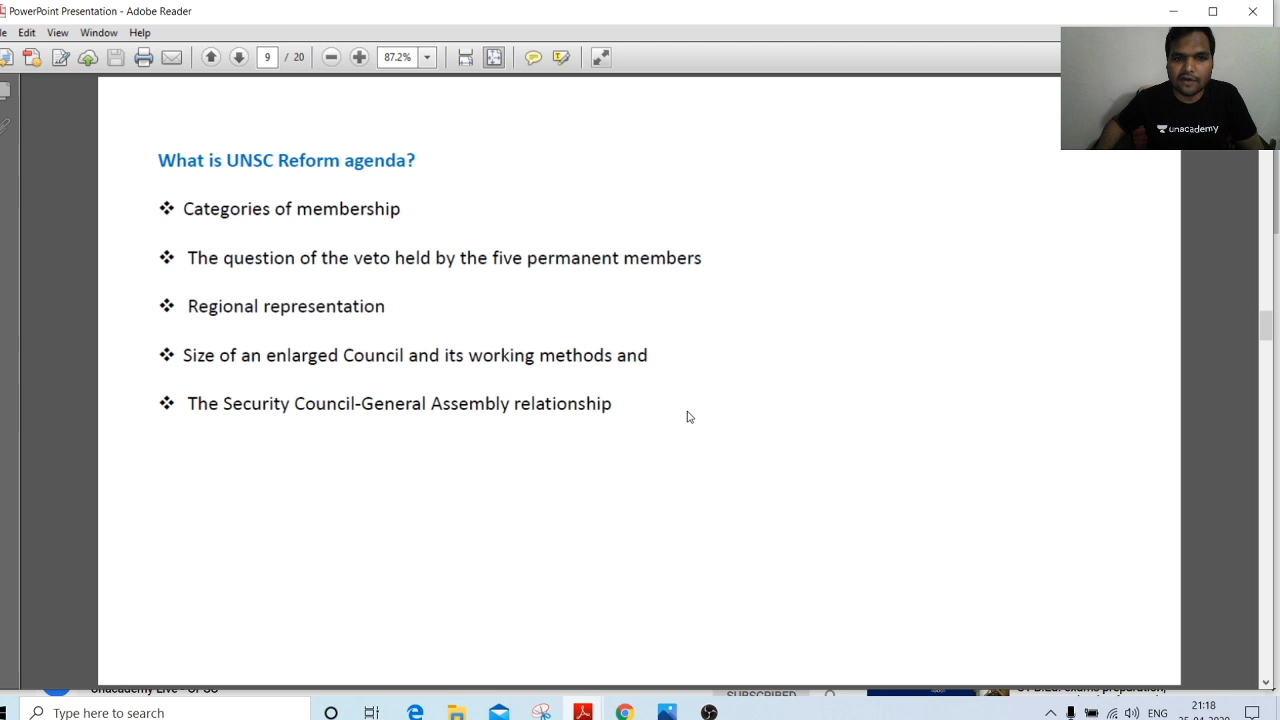 PowerPoint Presentation - Adobe Reader
Edit View Window Help
9 / 20 87.2%
unacademy
What is UNSC Reform agenda?
❖ Categories of membership
❖ The question of the veto held by the five permanent members
❖ Regional representation
❖ Size of an enlarged Council and its working methods and
❖ The Security Council-General Assembly relationship
SUBSCRIBED
Type here to search
ENG
21:18